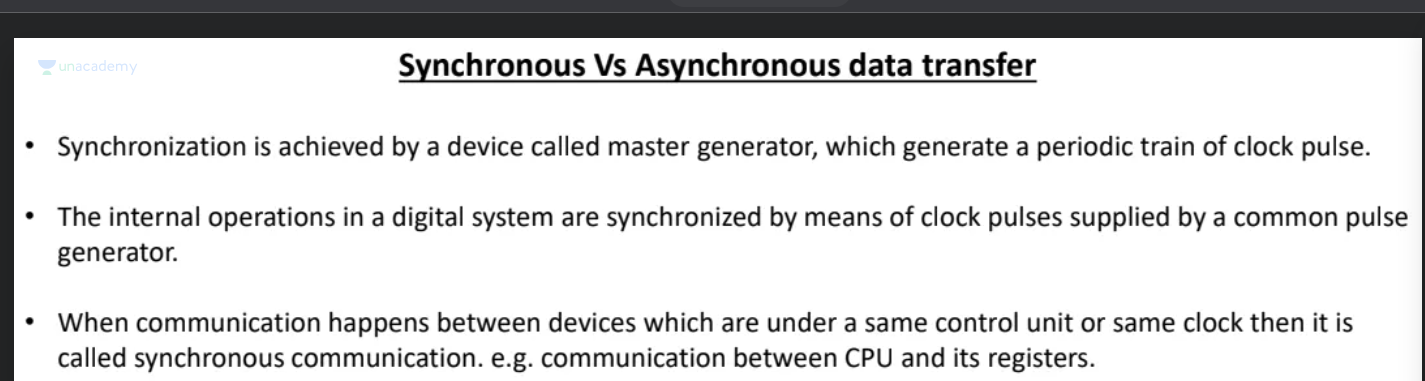 unacademy
Synchronous Vs Asynchronous data transfer
• Synchronization is achieved by a device called master generator, which generate a periodic train of clock pulse.
• The internal operations in a digital system are synchronized by means of clock pulses supplied by a common pulse
generator.
• When communication happens between devices which are under a same control unit or same clock then it is
called synchronous communication. e.g. communication between CPU and its registers.